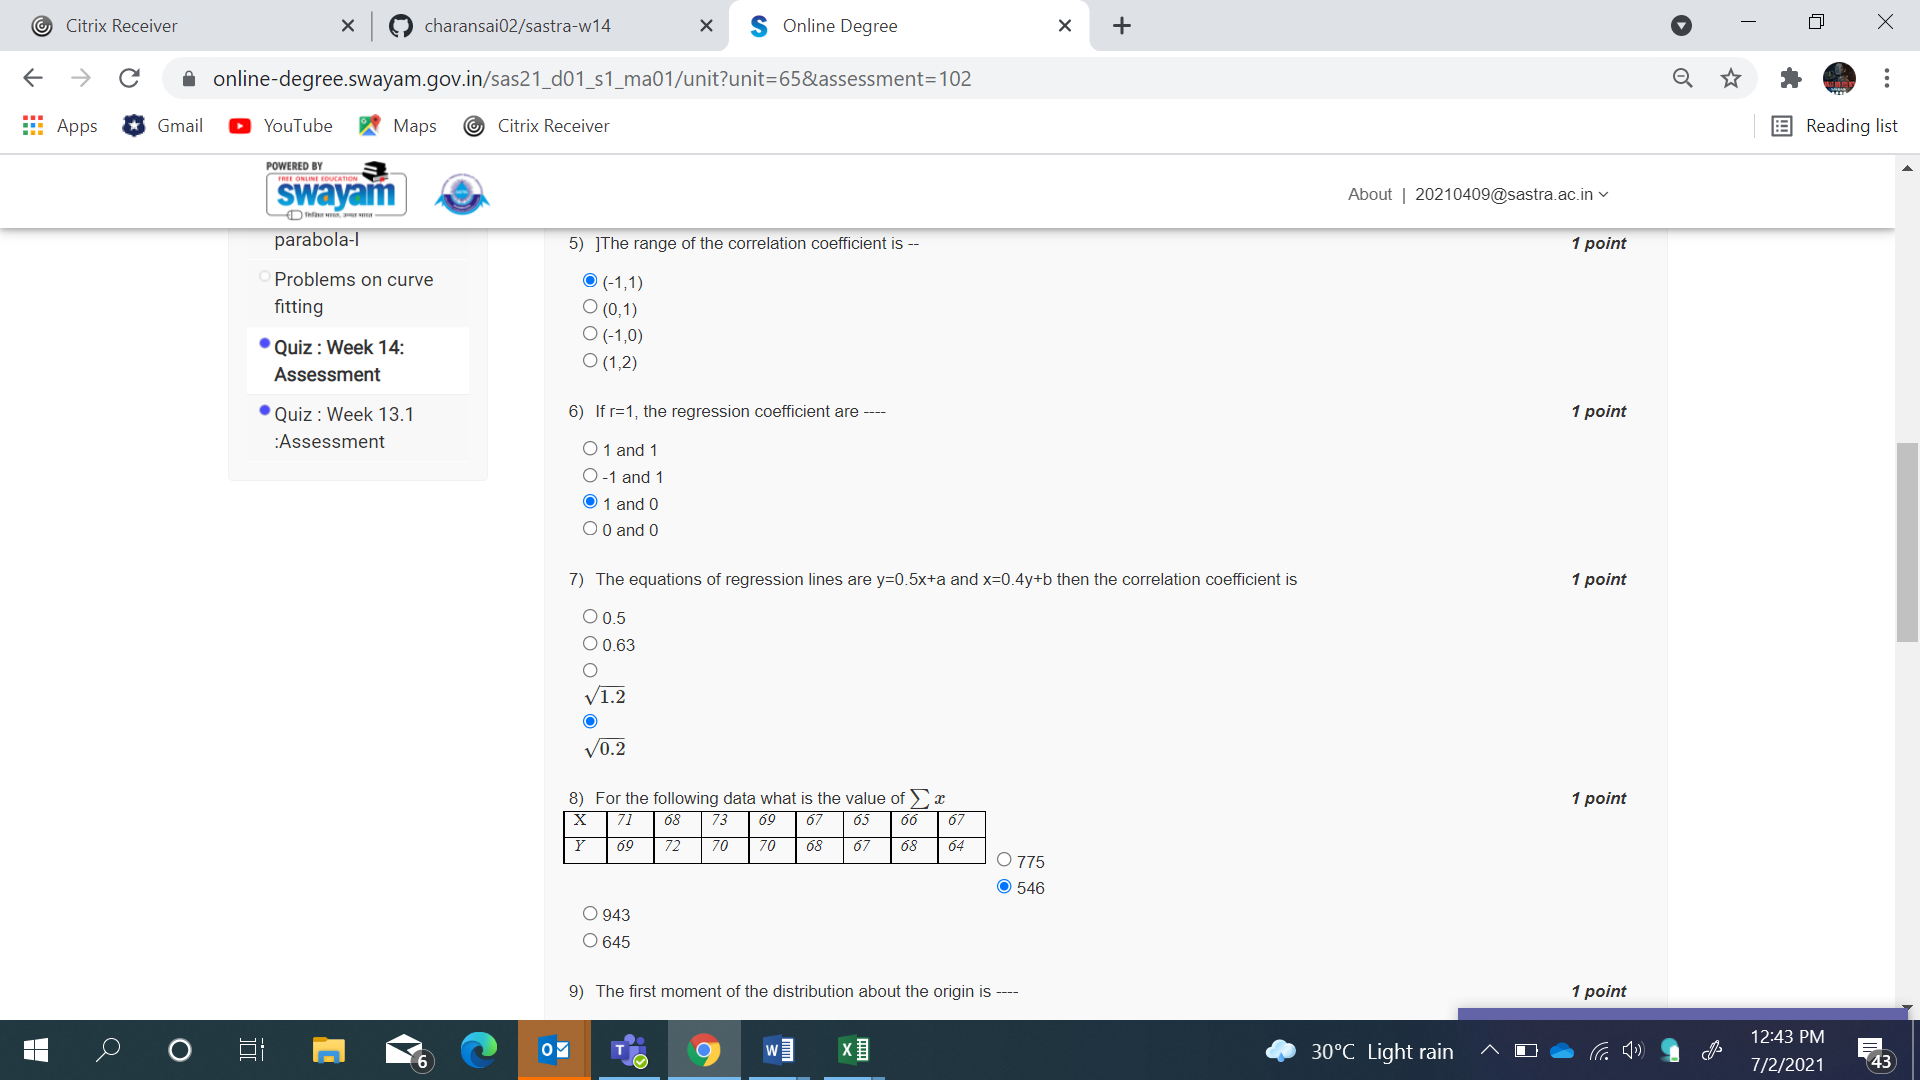 Citrix Receiver
charansai02/sastra-w14
Online Degree
online-degree.swayam.gov.in/sas21_d01_s1_ma01/unit?unit=65&assessment=102
Apps
Gmail
YouTube
Maps
Citrix Receiver
Reading list
POWERED BY
FREE ONLINE EDUCATION
swayam
About | 20210409@sastra.ac.in
parabola-I
Problems on curve
fitting
Quiz : Week 14:
Assessment
Quiz : Week 13.1
:Assessment
5) ]The range of the correlation coefficient is --
1 point
(-1,1)
(0,1)
(-1,0)
(1,2)
6) If r=1, the regression coefficient are ----
1 point
1 and 1
-1 and 1
1 and 0
0 and 0
7) The equations of regression lines are y=0.5x+a and x=0.4y+b then the correlation coefficient is
1 point
0.5
0.63
√1.2
√0.2
8) For the following data what is the value of ∑ x
1 point
X 71 68 73 69 67 65 66 67
Y 69 72 70 70 68 67 68 64
775
546
943
645
9) The first moment of the distribution about the origin is ----
1 point
6
30°C Light rain
12:43 PM
7/2/2021
43